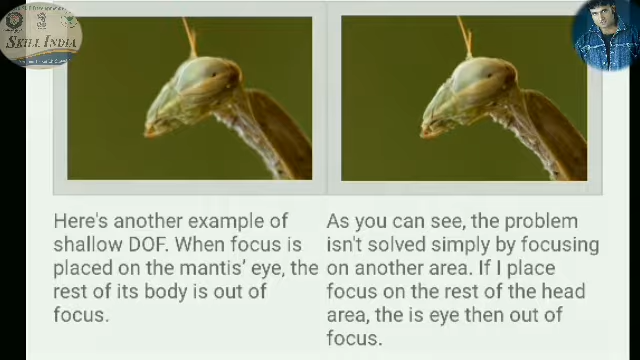 SKILL INDIA
Here's another example of
shallow DOF. When focus is
placed on the mantis' eye, the
rest of its body is out of
focus.
As you can see, the problem
isn't solved simply by focusing
on another area. If I place
focus on the rest of the head
area, the is eye then out of
focus.